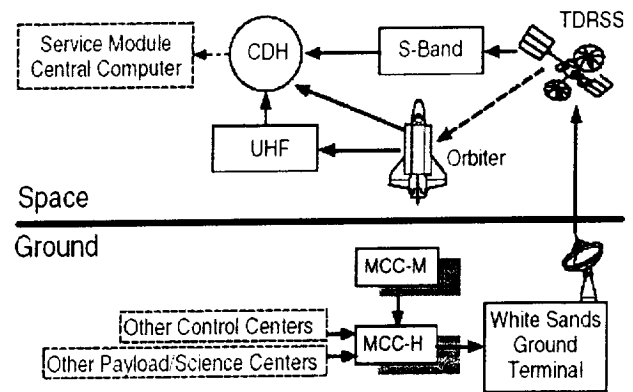 TDRSS
Service Module
Central Computer
CDH
S-Band
UHF
Orbiter
Space
Ground
MCC-M
Other Control Centers
Other Payload/Science Centers
MCC-H
White Sands
Ground
Terminal